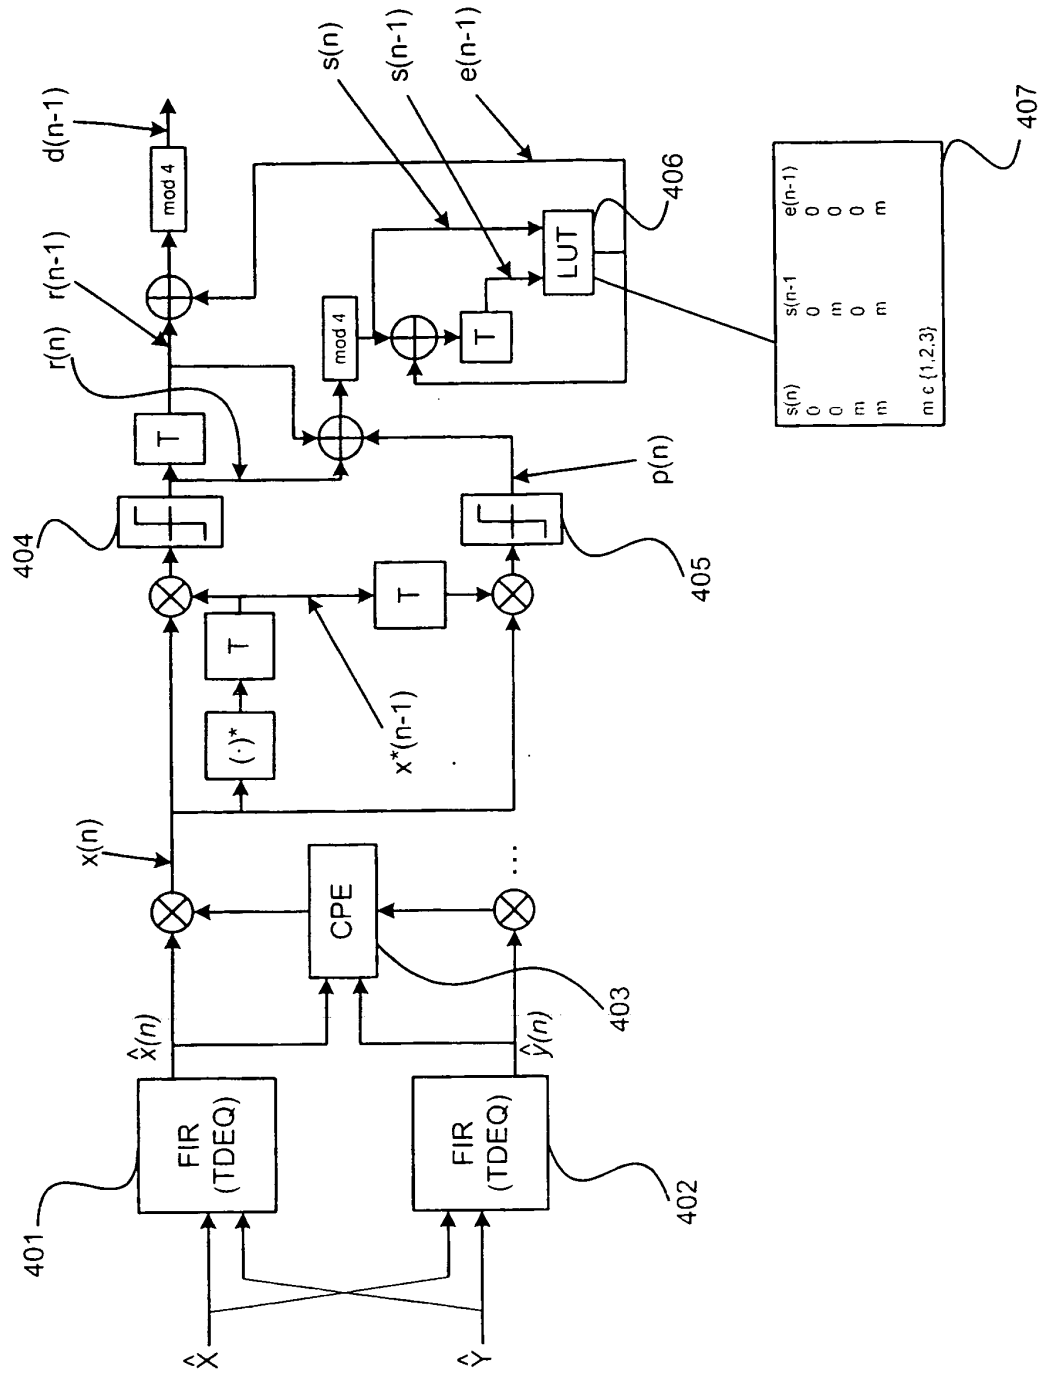 X̂
Ŷ
401
FIR
(TDEQ)
402
FIR
(TDEQ)
x̂(n)
ŷ(n)
403
CPE
x(n)
...
(·)*
T
x*(n-1)
T
404
405
p(n)
T
r(n)
r(n-1)
mod 4
d(n-1)
mod 4
T
LUT
406
s(n)
s(n-1)
e(n-1)
s(n) s(n-1 e(n-1)
0 0 0
0 m 0
m 0 0
m m m
m ϵ {1,2,3}
407